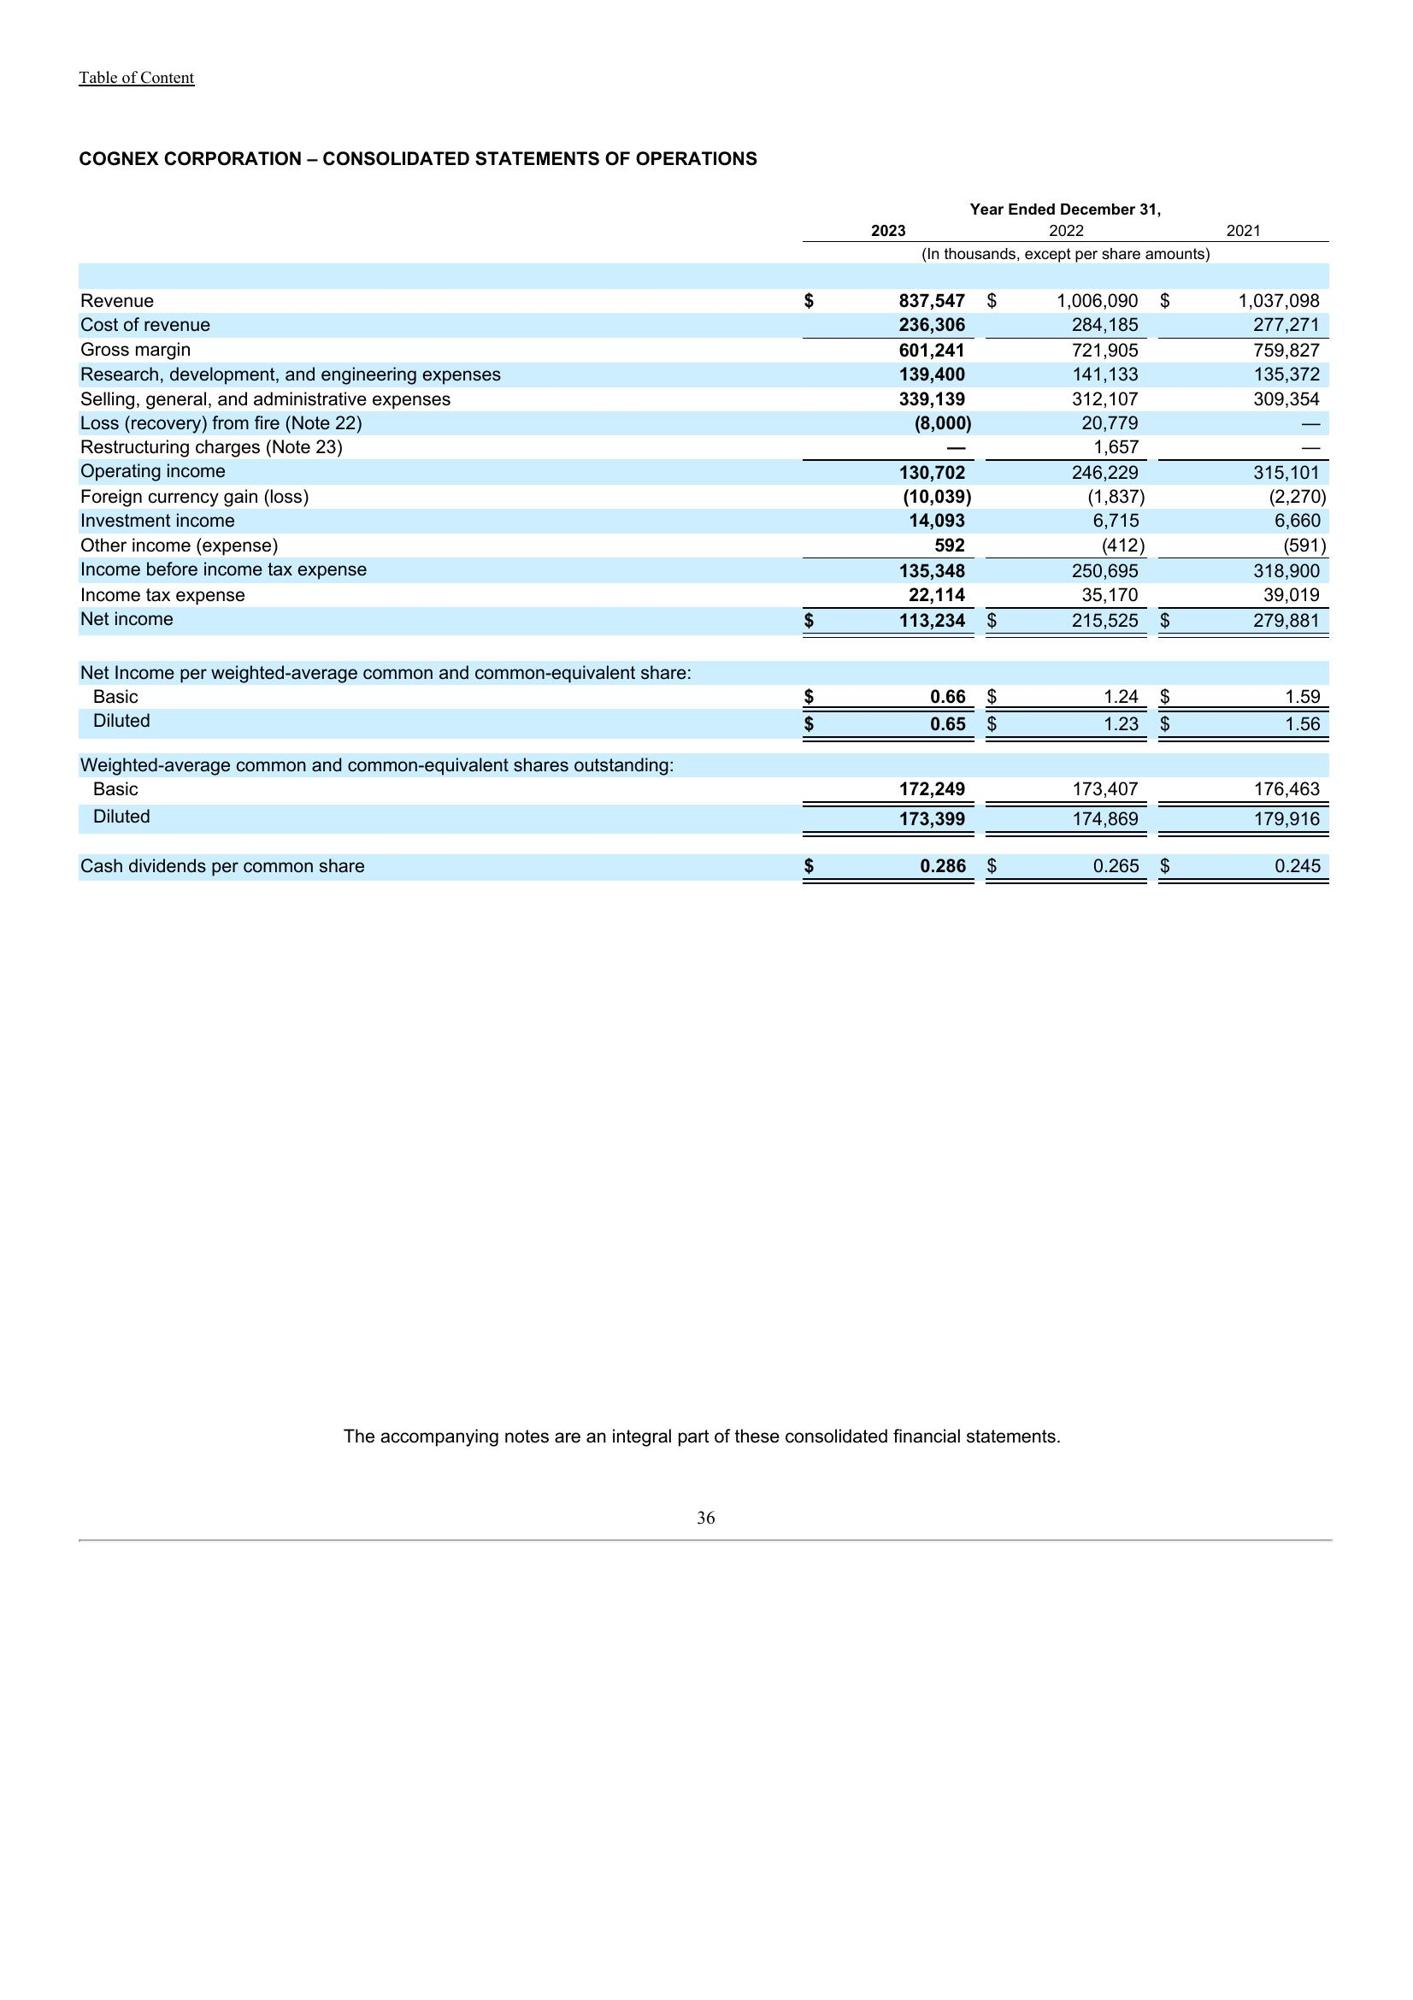 Table of Content
COGNEX CORPORATION – CONSOLIDATED STATEMENTS OF OPERATIONS
Year Ended December 31,
2023 2022 2021
(In thousands, except per share amounts)
Revenue $ 837,547 $ 1,006,090 $ 1,037,098
Cost of revenue 236,306 284,185 277,271
Gross margin 601,241 721,905 759,827
Research, development, and engineering expenses 139,400 141,133 135,372
Selling, general, and administrative expenses 339,139 312,107 309,354
Loss (recovery) from fire (Note 22) (8,000) 20,779 —
Restructuring charges (Note 23) — 1,657 —
Operating income 130,702 246,229 315,101
Foreign currency gain (loss) (10,039) (1,837) (2,270)
Investment income 14,093 6,715 6,660
Other income (expense) 592 (412) (591)
Income before income tax expense 135,348 250,695 318,900
Income tax expense 22,114 35,170 39,019
Net income $ 113,234 $ 215,525 $ 279,881
Net Income per weighted-average common and common-equivalent share:
Basic $ 0.66 $ 1.24 $ 1.59
Diluted $ 0.65 $ 1.23 $ 1.56
Weighted-average common and common-equivalent shares outstanding:
Basic 172,249 173,407 176,463
Diluted 173,399 174,869 179,916
Cash dividends per common share $ 0.286 $ 0.265 $ 0.245
The accompanying notes are an integral part of these consolidated financial statements.
36